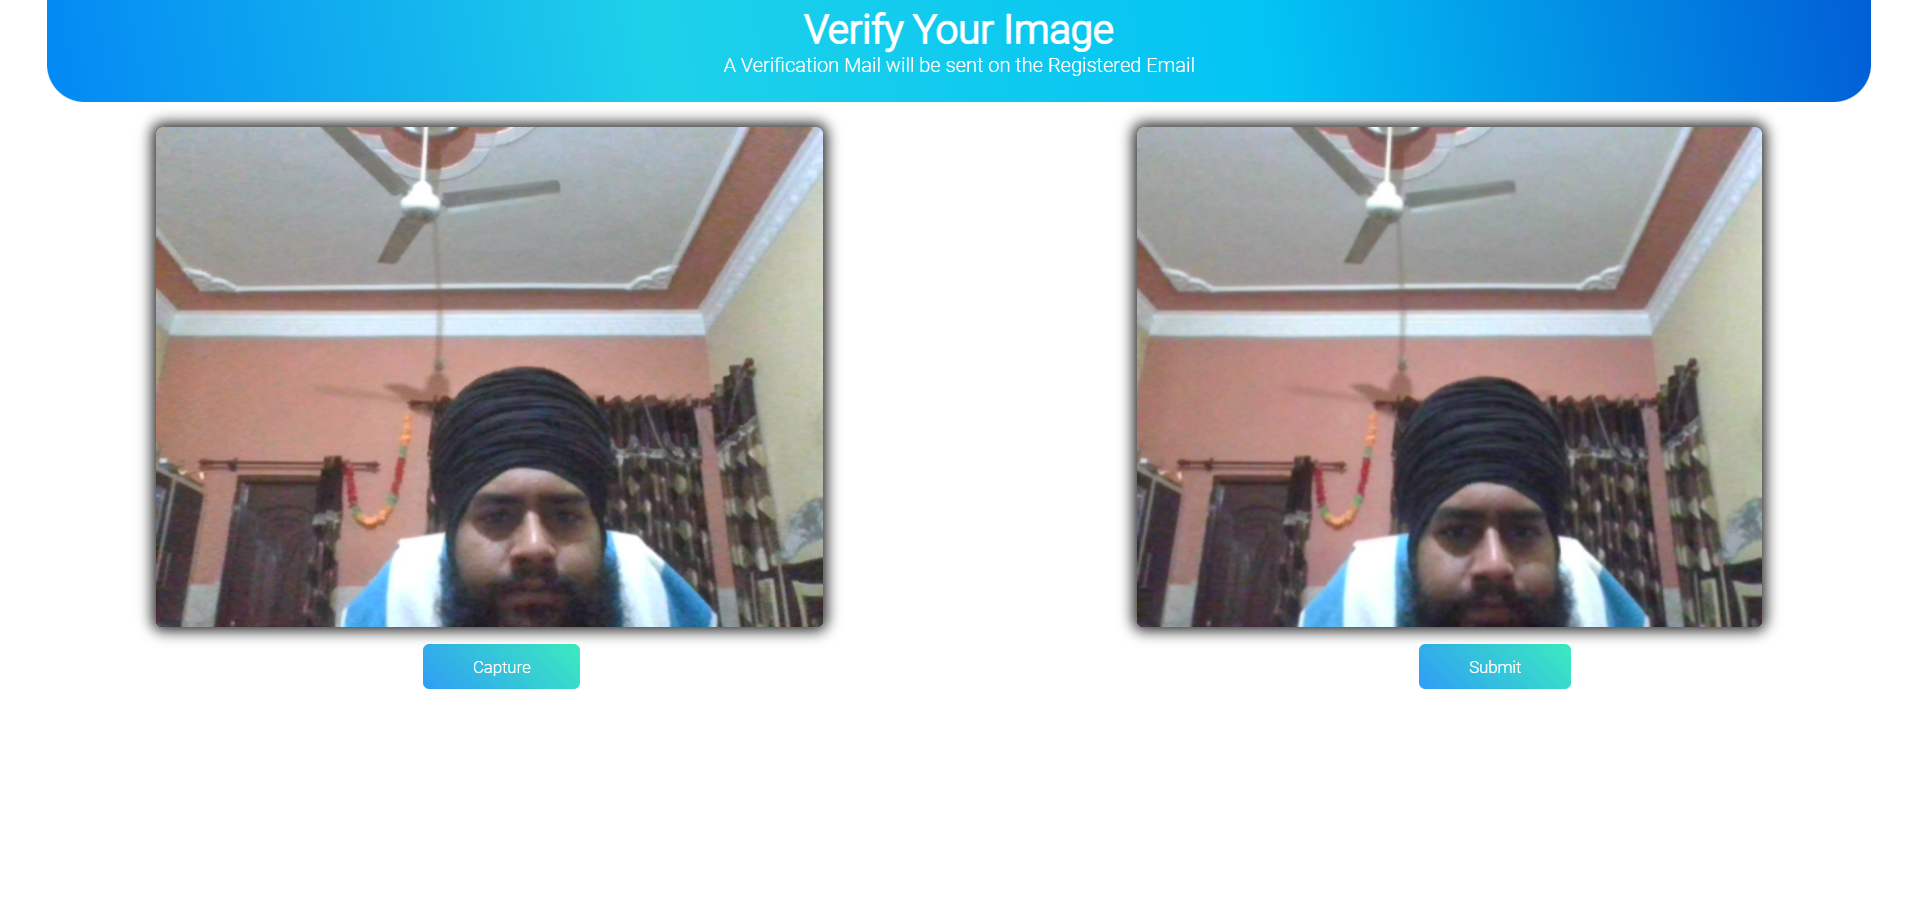 Verify Your Image
A Verification Mail will be sent on the Registered Email
Capture
Submit